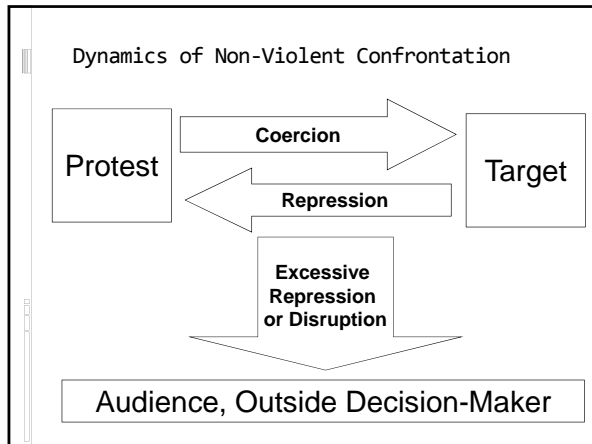 Dynamics of Non-Violent Confrontation
Coercion
Protest
Target
Repression
Excessive
Repression
or Disruption
Audience, Outside Decision-Maker